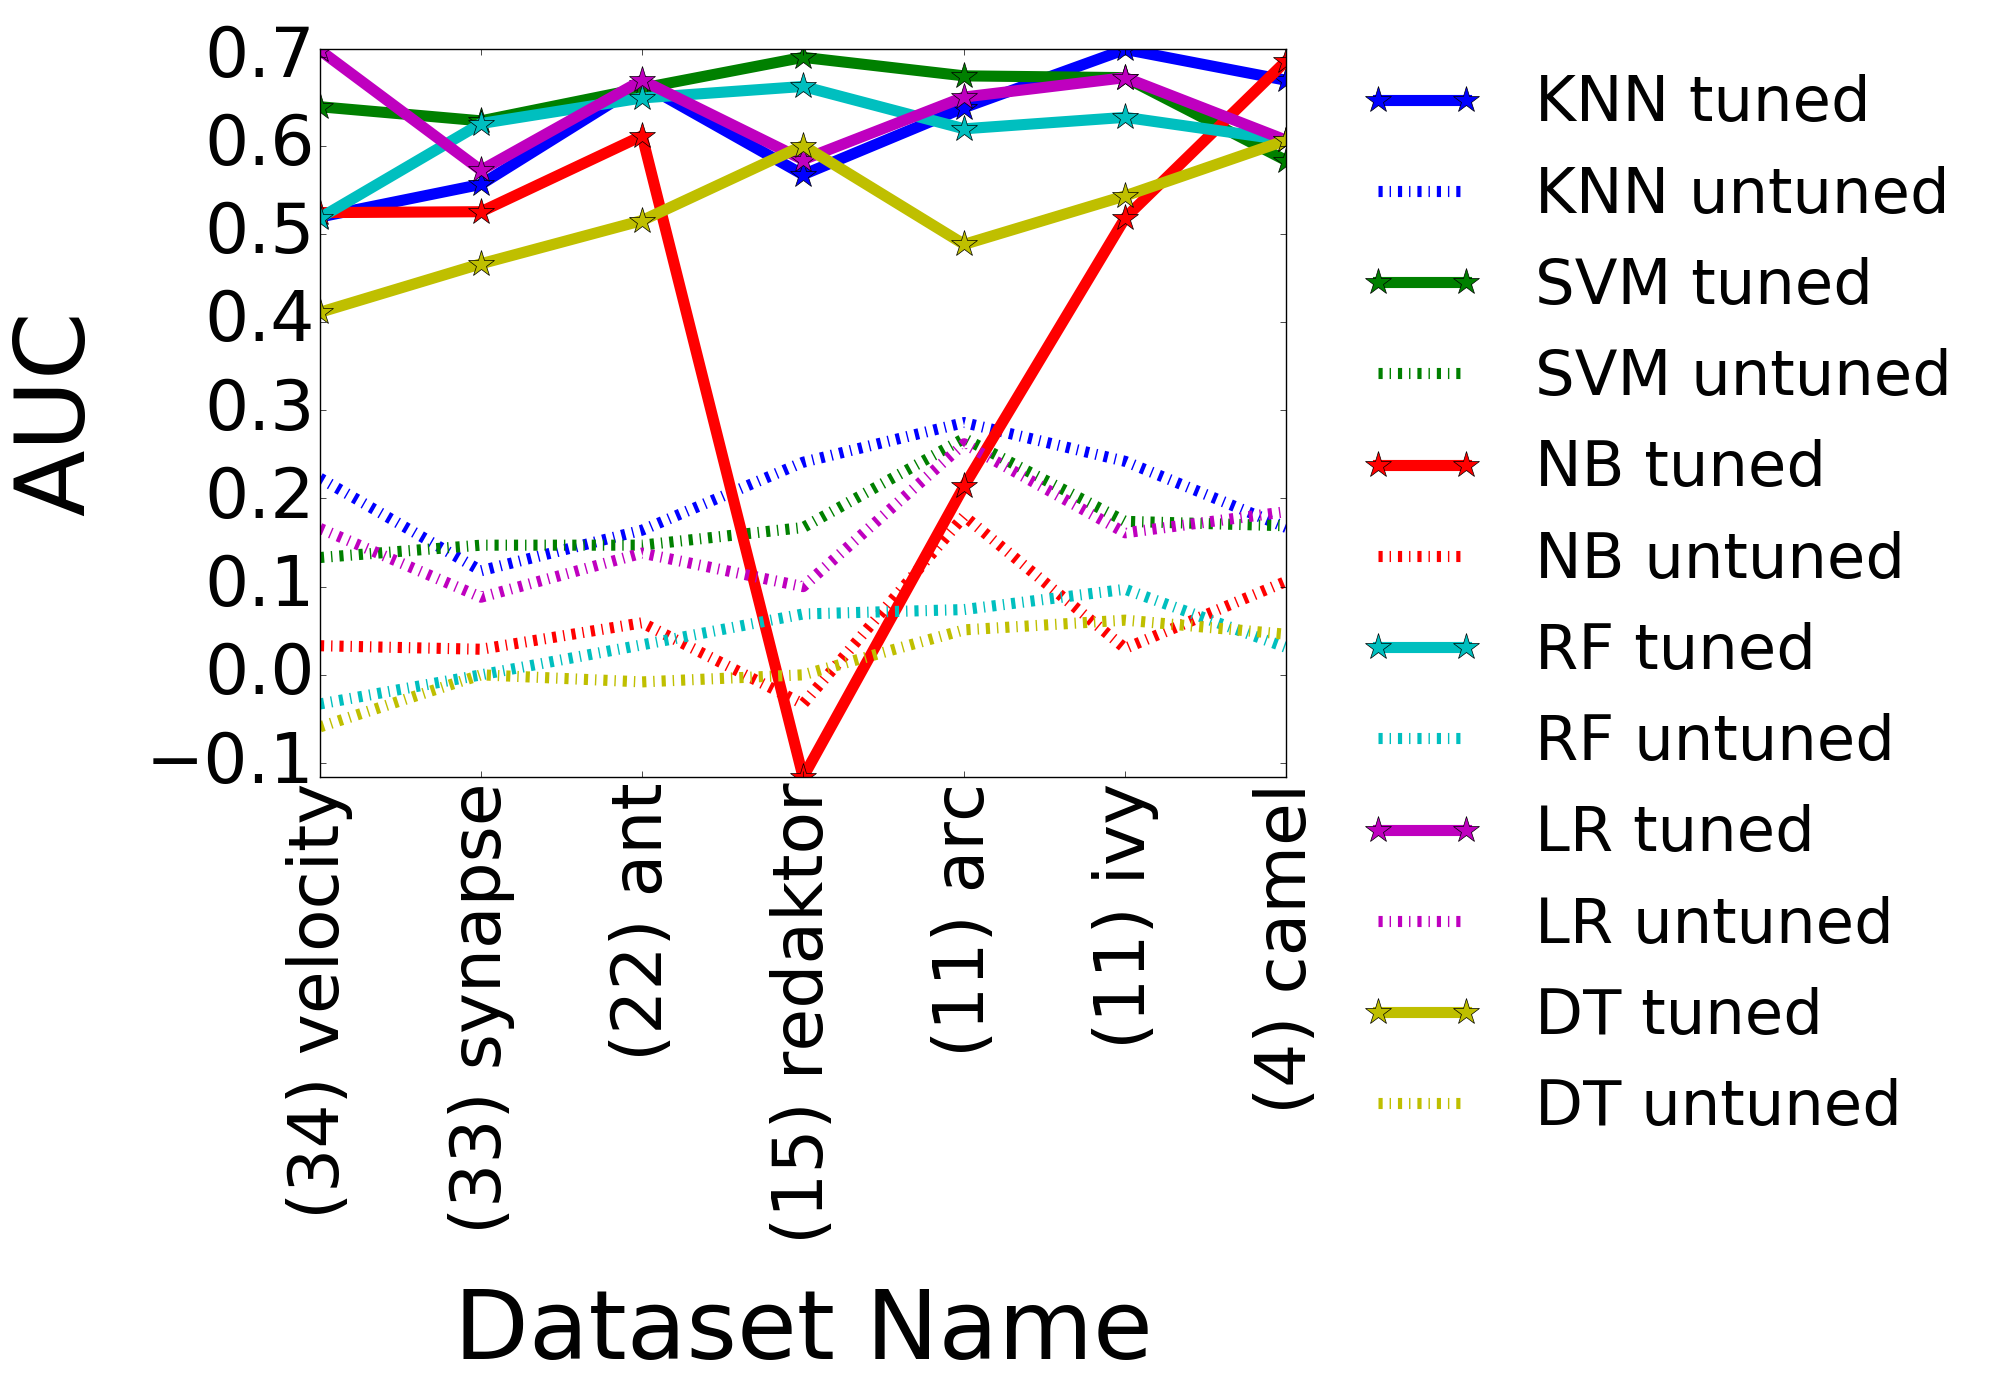 0.7
0.6
0.5
0.4
0.3
0.2
0.1
0.0
−0.1
AUC
(34) velocity
(33) synapse
(22) ant
(15) redaktor
(11) arc
(11) ivy
(4) camel
Dataset Name
KNN tuned
KNN untuned
SVM tuned
SVM untuned
NB tuned
NB untuned
RF tuned
RF untuned
LR tuned
LR untuned
DT tuned
DT untuned